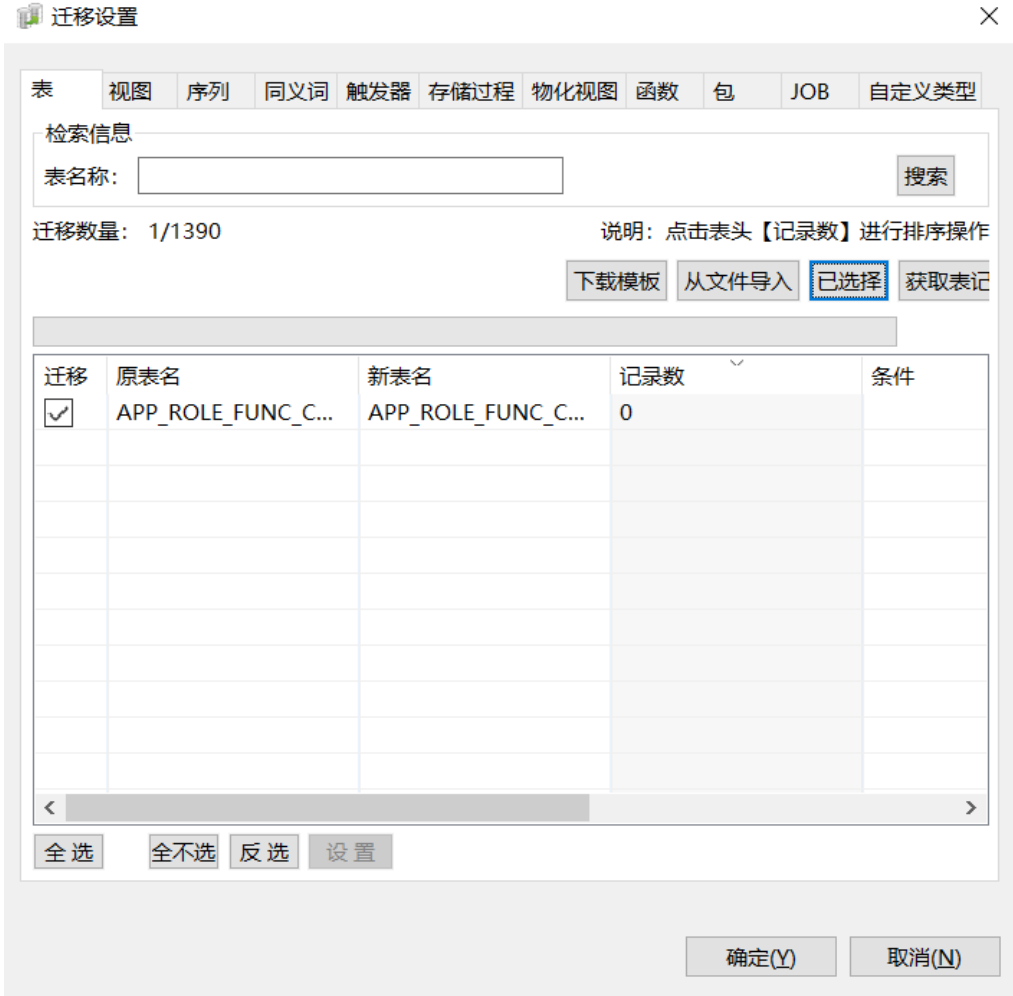 迁移设置
表 视图 序列 同义词 触发器 存储过程 物化视图 函数 包 JOB 自定义类型
检索信息
表名称： 搜索
迁移数量： 1/1390 说明：点击表头【记录数】进行排序操作
下载模板 从文件导入 已选择 获取表记
迁移 原表名 新表名 记录数 条件
APP_ROLE_FUNC_C... APP_ROLE_FUNC_C... 0
全 选 全不选 反 选 设 置
确定(Y) 取消(N)